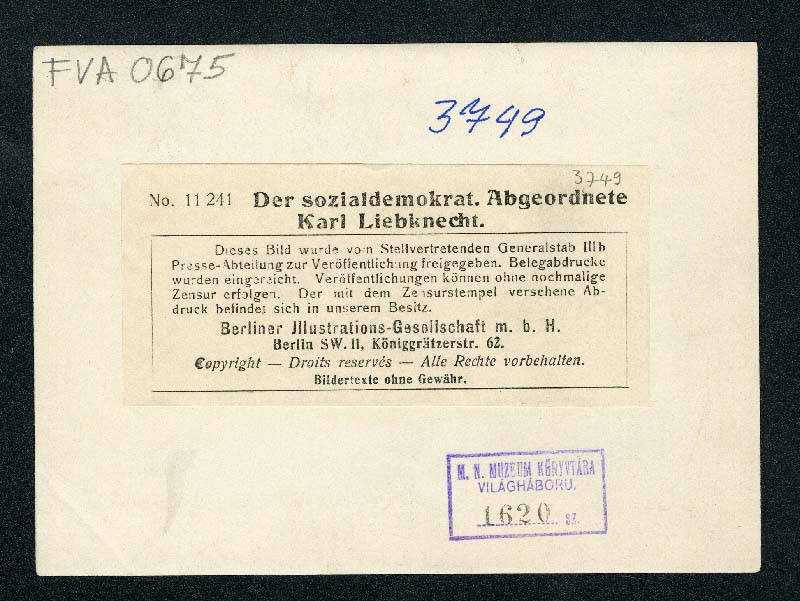 FVA 0675
3749
3749
No. 11 241 Der sozialdemokrat. Abgeordnete
Karl Liebknecht.
Dieses Bild wurde vom Stellvertretenden Generalstab IIIb
Presse-Abteilung zur Veröffentlichung freigegeben. Belegabdrucke
wurden eingereicht. Veröffentlichungen können ohne nochmalige
Zensur erfolgen. Der mit dem Zensurstempel versehene Ab-
druck befindet sich in unserem Besitz.
Berliner Illustrations-Gesellschaft m. b. H.
Berlin SW. 11, Königgrätzerstr. 62.
Copyright — Droits reservés — Alle Rechte vorbehalten.
Bildertexte ohne Gewähr.
M. N. MUZEUM KÖNYVTÁRA
VILÁGHÁBORU.
1620 SZ.